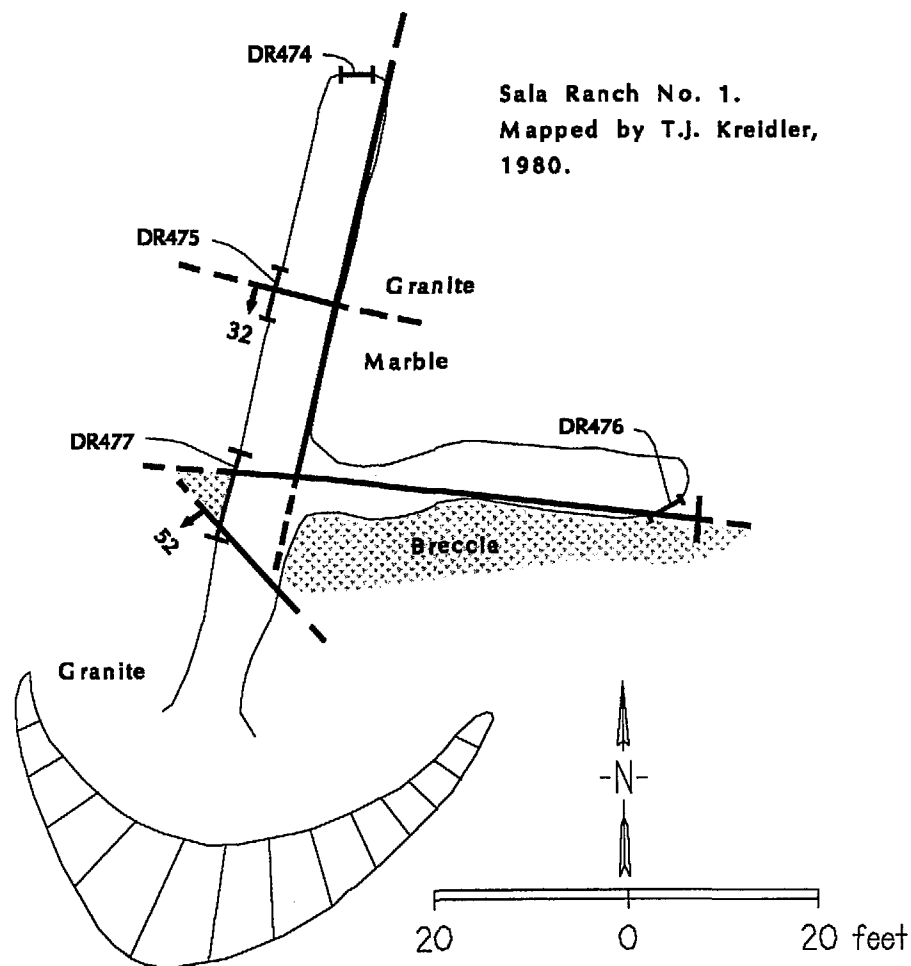 DR474
Sala Ranch No. 1.
Mapped by T.J. Kreidler,
1980.
DR475
Granite
32
Marble
DR477
DR476
52
Breccia
Granite
-N-
20 0 20 feet